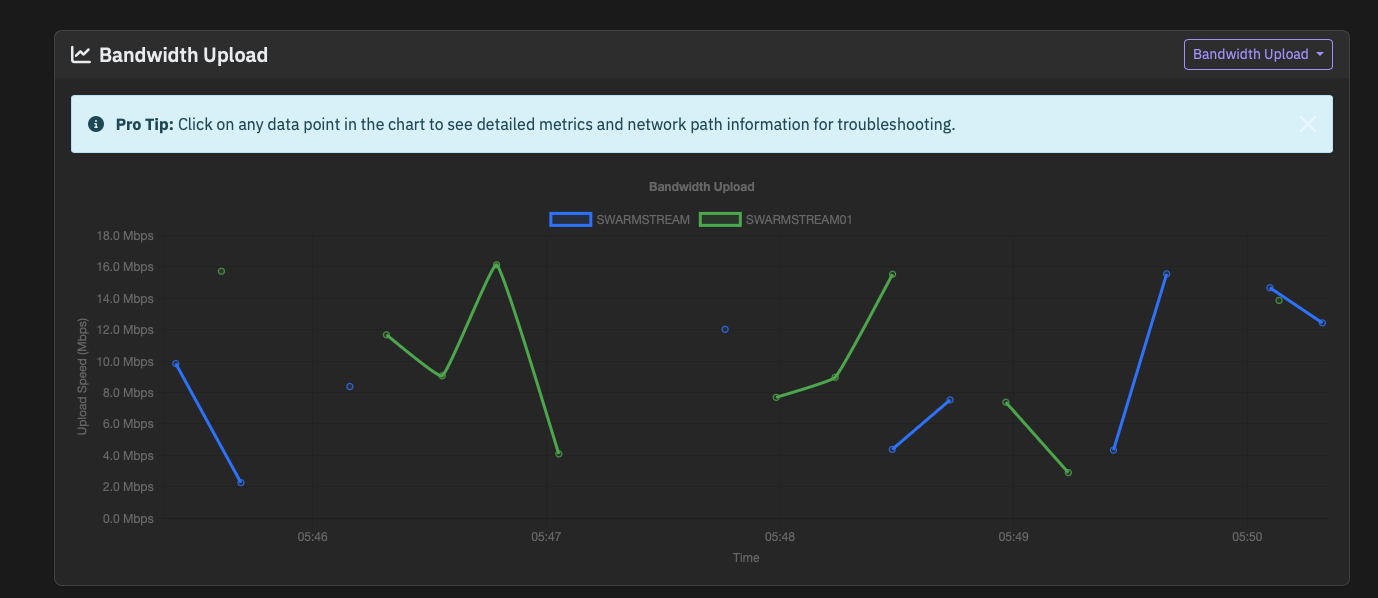 Bandwidth Upload
Bandwidth Upload
Pro Tip: Click on any data point in the chart to see detailed metrics and network path information for troubleshooting.
Bandwidth Upload
SWARMSTREAM SWARMSTREAM01
Upload Speed (Mbps)
18.0 Mbps
16.0 Mbps
14.0 Mbps
12.0 Mbps
10.0 Mbps
8.0 Mbps
6.0 Mbps
4.0 Mbps
2.0 Mbps
0.0 Mbps
05:46 05:47 05:48 05:49 05:50
Time